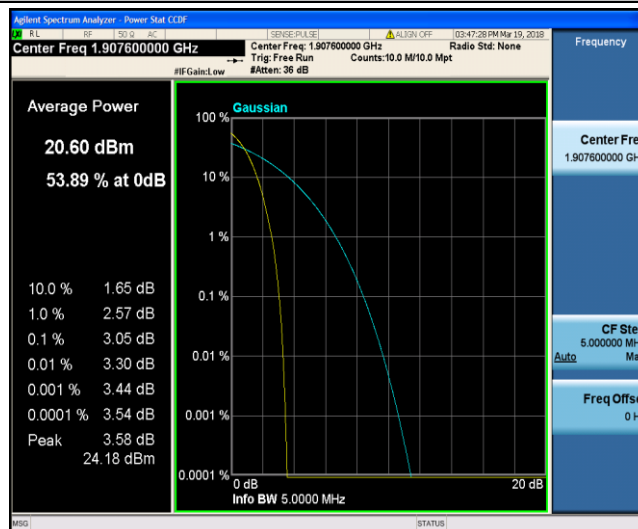 Agilent Spectrum Analyzer - Power Stat CCDF
RL RF 50 Ω AC SENSE:PULSE ALIGN OFF 03:47:28 PM Mar 19, 2018
Center Freq 1.907600000 GHz
Center Freq: 1.907600000 GHz Radio Std: None
Trig: Free Run Counts:10.0 M/10.0 Mpt
#IFGain:Low #Atten: 36 dB
Frequency
Average Power
20.60 dBm
53.89 % at 0dB
10.0 % 1.65 dB
1.0 % 2.57 dB
0.1 % 3.05 dB
0.01 % 3.30 dB
0.001 % 3.44 dB
0.0001 % 3.54 dB
Peak 3.58 dB
24.18 dBm
Gaussian
100 %
10 %
1 %
0.1 %
0.01 %
0.001 %
0.0001 %
0 dB 20 dB
Info BW 5.0000 MHz
Center Fre
1.907600000 GH
CF Ste
5.000000 MH
Auto Ma
Freq Offse
0 H
MSG STATUS